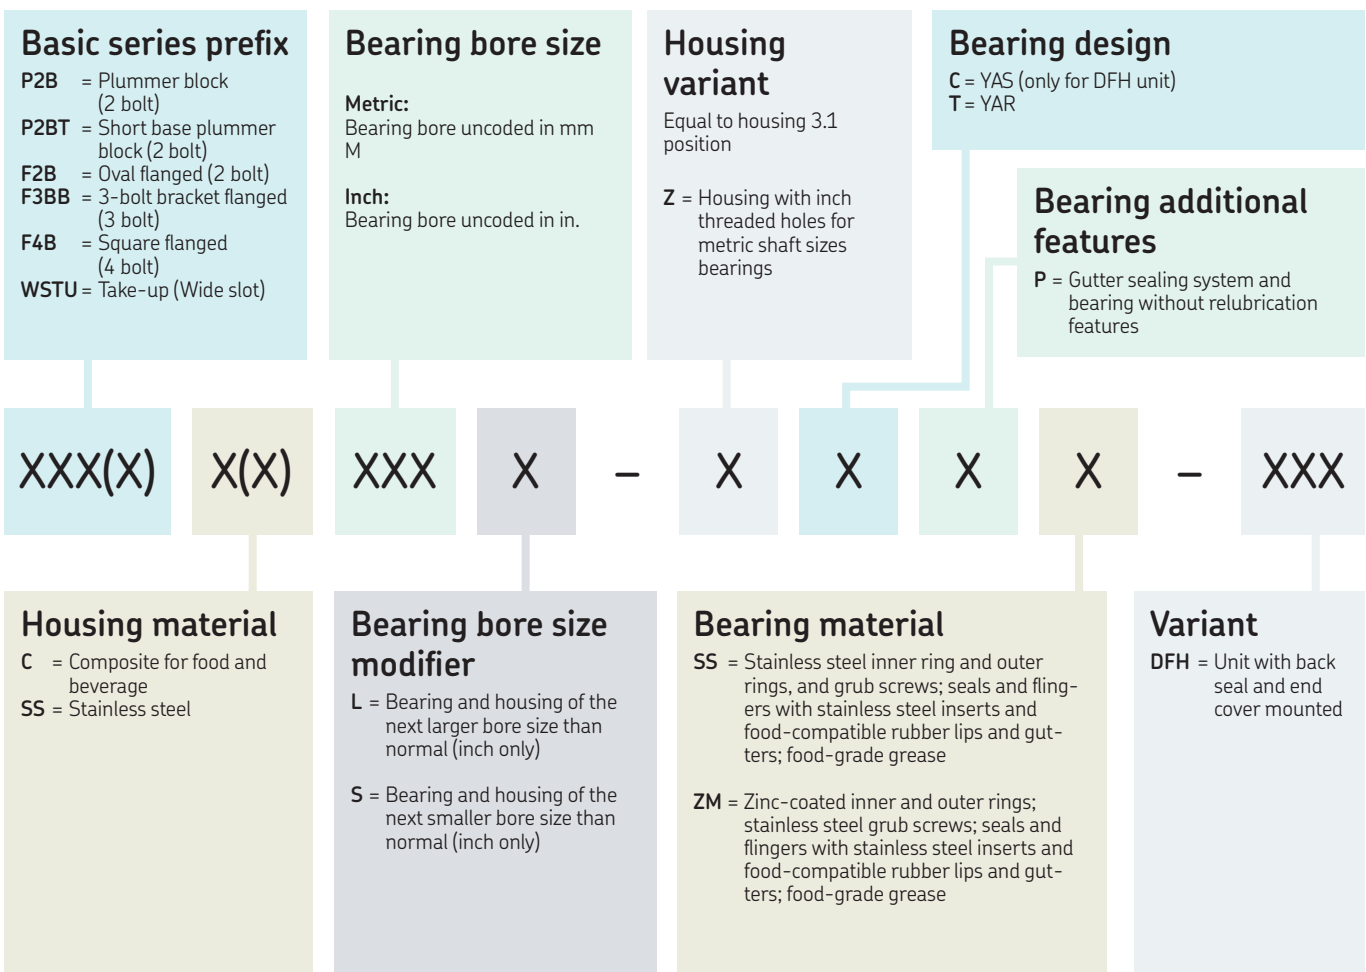 Basic series prefix
P2B = Plummer block
(2 bolt)
P2BT = Short base plummer
block (2 bolt)
F2B = Oval flanged (2 bolt)
F3BB = 3-bolt bracket flanged
(3 bolt)
F4B = Square flanged
(4 bolt)
WSTU = Take-up (Wide slot)
Bearing bore size
Metric:
Bearing bore uncoded in mm
M
Inch:
Bearing bore uncoded in in.
Housing
variant
Equal to housing 3.1
position
Z = Housing with inch
threaded holes for
metric shaft sizes
bearings
Bearing design
C = YAS (only for DFH unit)
T = YAR
Bearing additional
features
P = Gutter sealing system and
bearing without relubrication
features
XXX(X) X(X) XXX X – X X X X – XXX
Housing material
C = Composite for food and
beverage
SS = Stainless steel
Bearing bore size
modifier
L = Bearing and housing of the
next larger bore size than
normal (inch only)
S = Bearing and housing of the
next smaller bore size than
normal (inch only)
Bearing material
SS = Stainless steel inner ring and outer
rings, and grub screws; seals and fling-
ers with stainless steel inserts and
food-compatible rubber lips and gut-
ters; food-grade grease
ZM = Zinc-coated inner and outer rings;
stainless steel grub screws; seals and
flingers with stainless steel inserts and
food-compatible rubber lips and gut-
ters; food-grade grease
Variant
DFH = Unit with back
seal and end
cover mounted